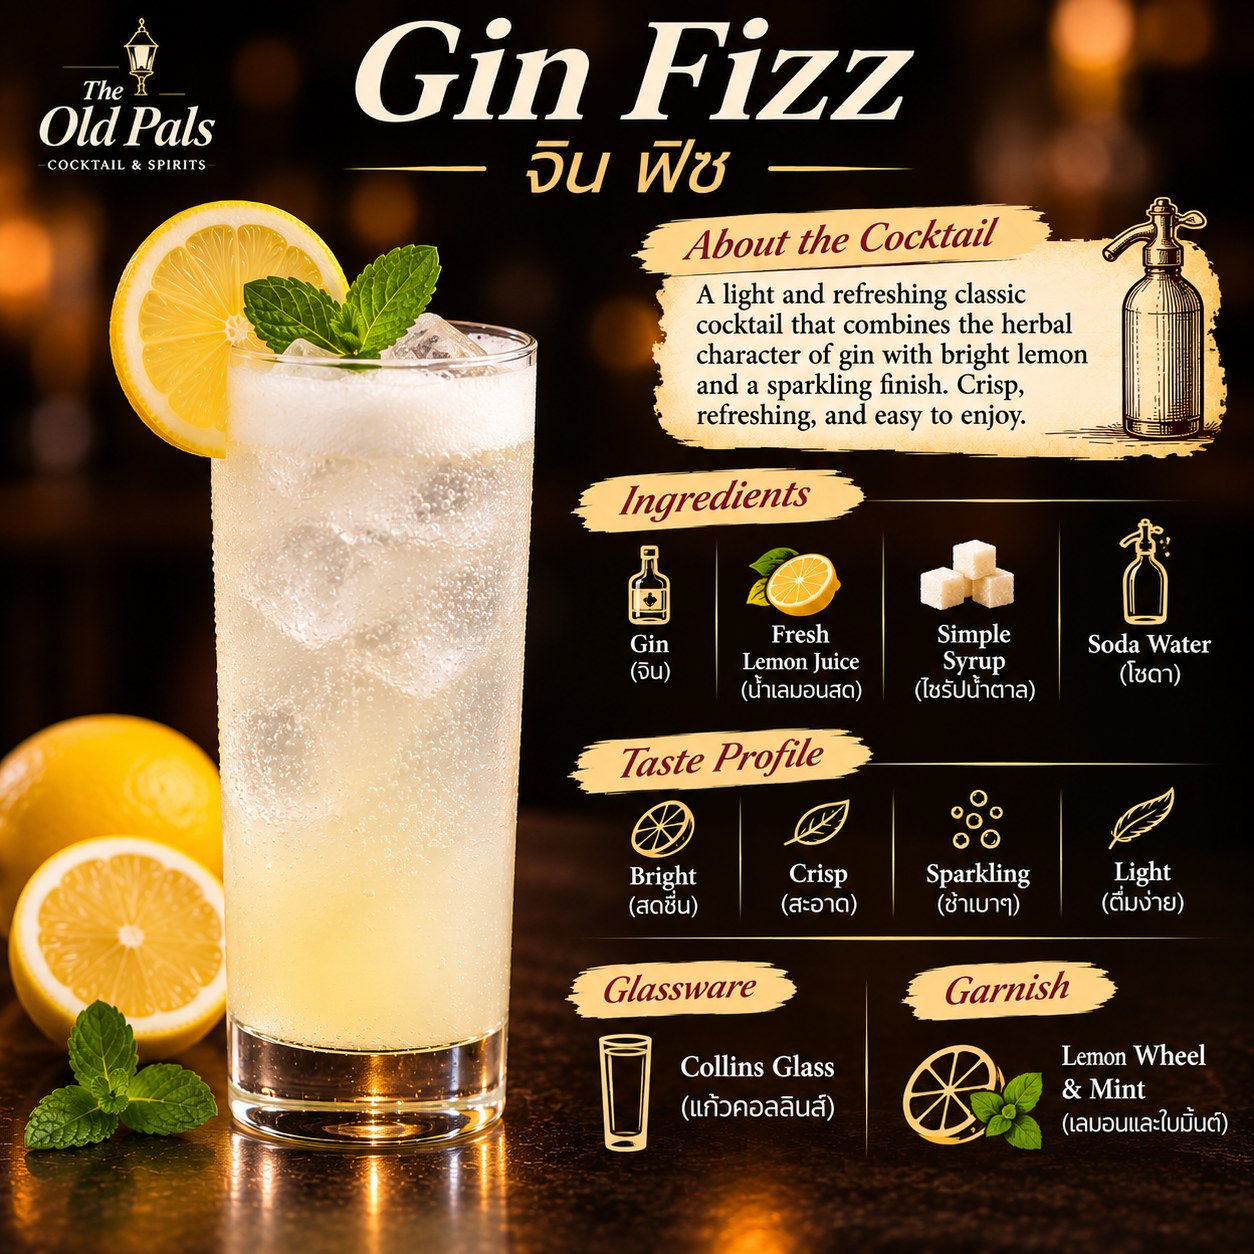 The
Old Pals
COCKTAIL & SPIRITS
Gin Fizz
จิน ฟิซ
About the Cocktail
A light and refreshing classic
cocktail that combines the herbal
character of gin with bright lemon
and a sparkling finish. Crisp,
refreshing, and easy to enjoy.
Ingredients
Gin
(จิน)
Fresh
Lemon Juice
(น้ำเลมอนสด)
Simple
Syrup
(ไซรัปน้ำตาล)
Soda Water
(โซดา)
Taste Profile
Bright
(สดชื่น)
Crisp
(สะอาด)
Sparkling
(ซ่าเบาๆ)
Light
(ดื่มง่าย)
Glassware
Collins Glass
(แก้วคอลลินส์)
Garnish
Lemon Wheel
& Mint
(เลมอนและใบมิ้นต์)